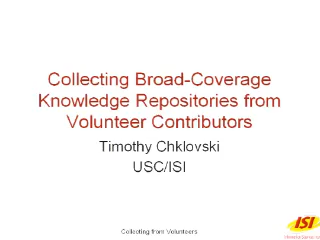 Collecting Broad-Coverage
Knowledge Repositories from
Volunteer Contributors
Timothy Chklovski
USC/ISI
Collecting from Volunteers
ISI